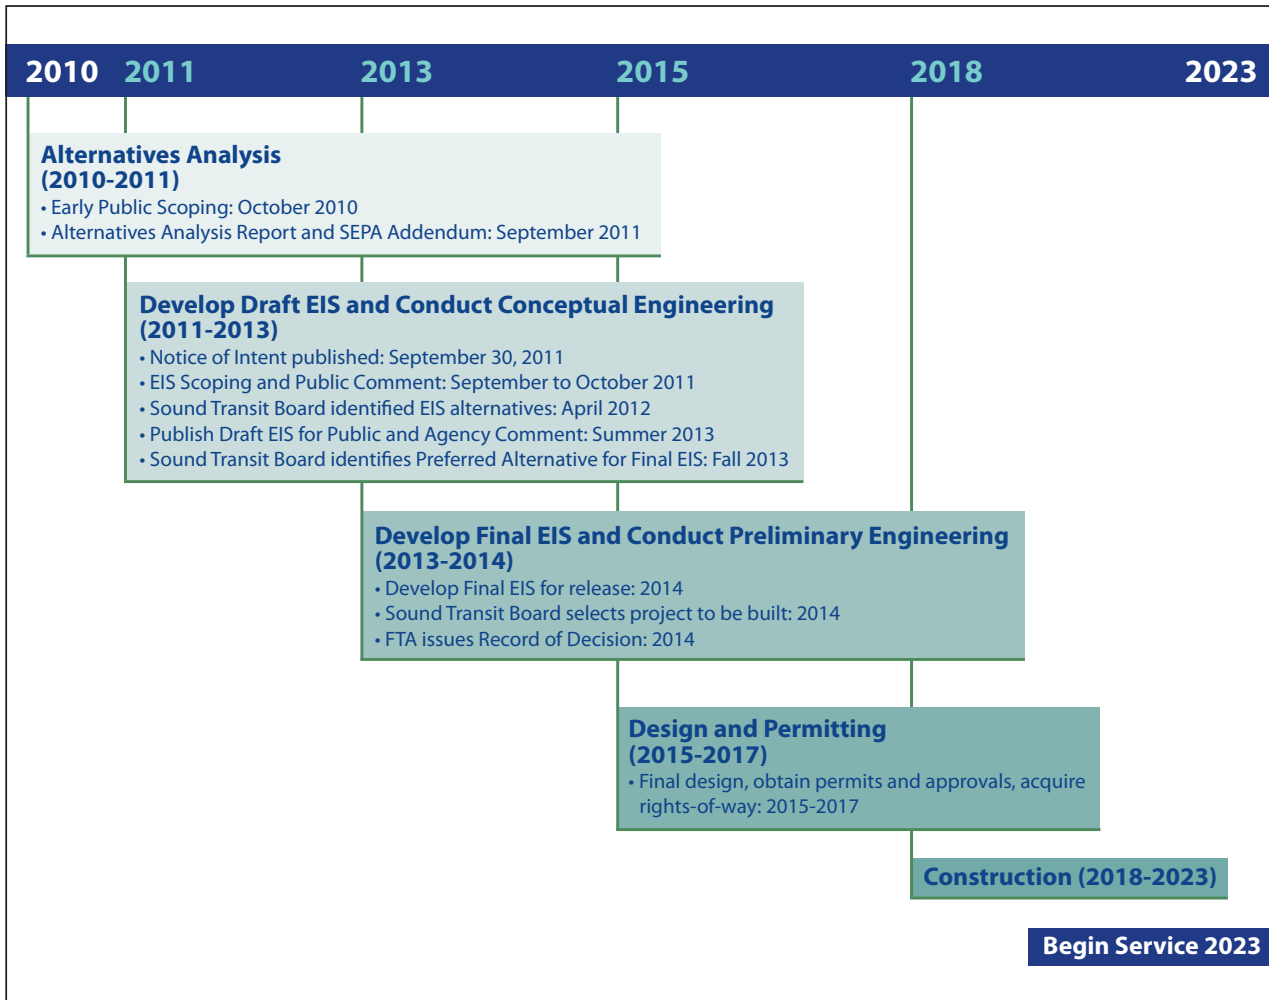 2010 2011 2013 2015 2018 2023
Alternatives Analysis
(2010-2011)
• Early Public Scoping: October 2010
• Alternatives Analysis Report and SEPA Addendum: September 2011
Develop Draft EIS and Conduct Conceptual Engineering
(2011-2013)
• Notice of Intent published: September 30, 2011
• EIS Scoping and Public Comment: September to October 2011
• Sound Transit Board identified EIS alternatives: April 2012
• Publish Draft EIS for Public and Agency Comment: Summer 2013
• Sound Transit Board identifies Preferred Alternative for Final EIS: Fall 2013
Develop Final EIS and Conduct Preliminary Engineering
(2013-2014)
• Develop Final EIS for release: 2014
• Sound Transit Board selects project to be built: 2014
• FTA issues Record of Decision: 2014
Design and Permitting
(2015-2017)
• Final design, obtain permits and approvals, acquire
rights-of-way: 2015-2017
Construction (2018-2023)
Begin Service 2023